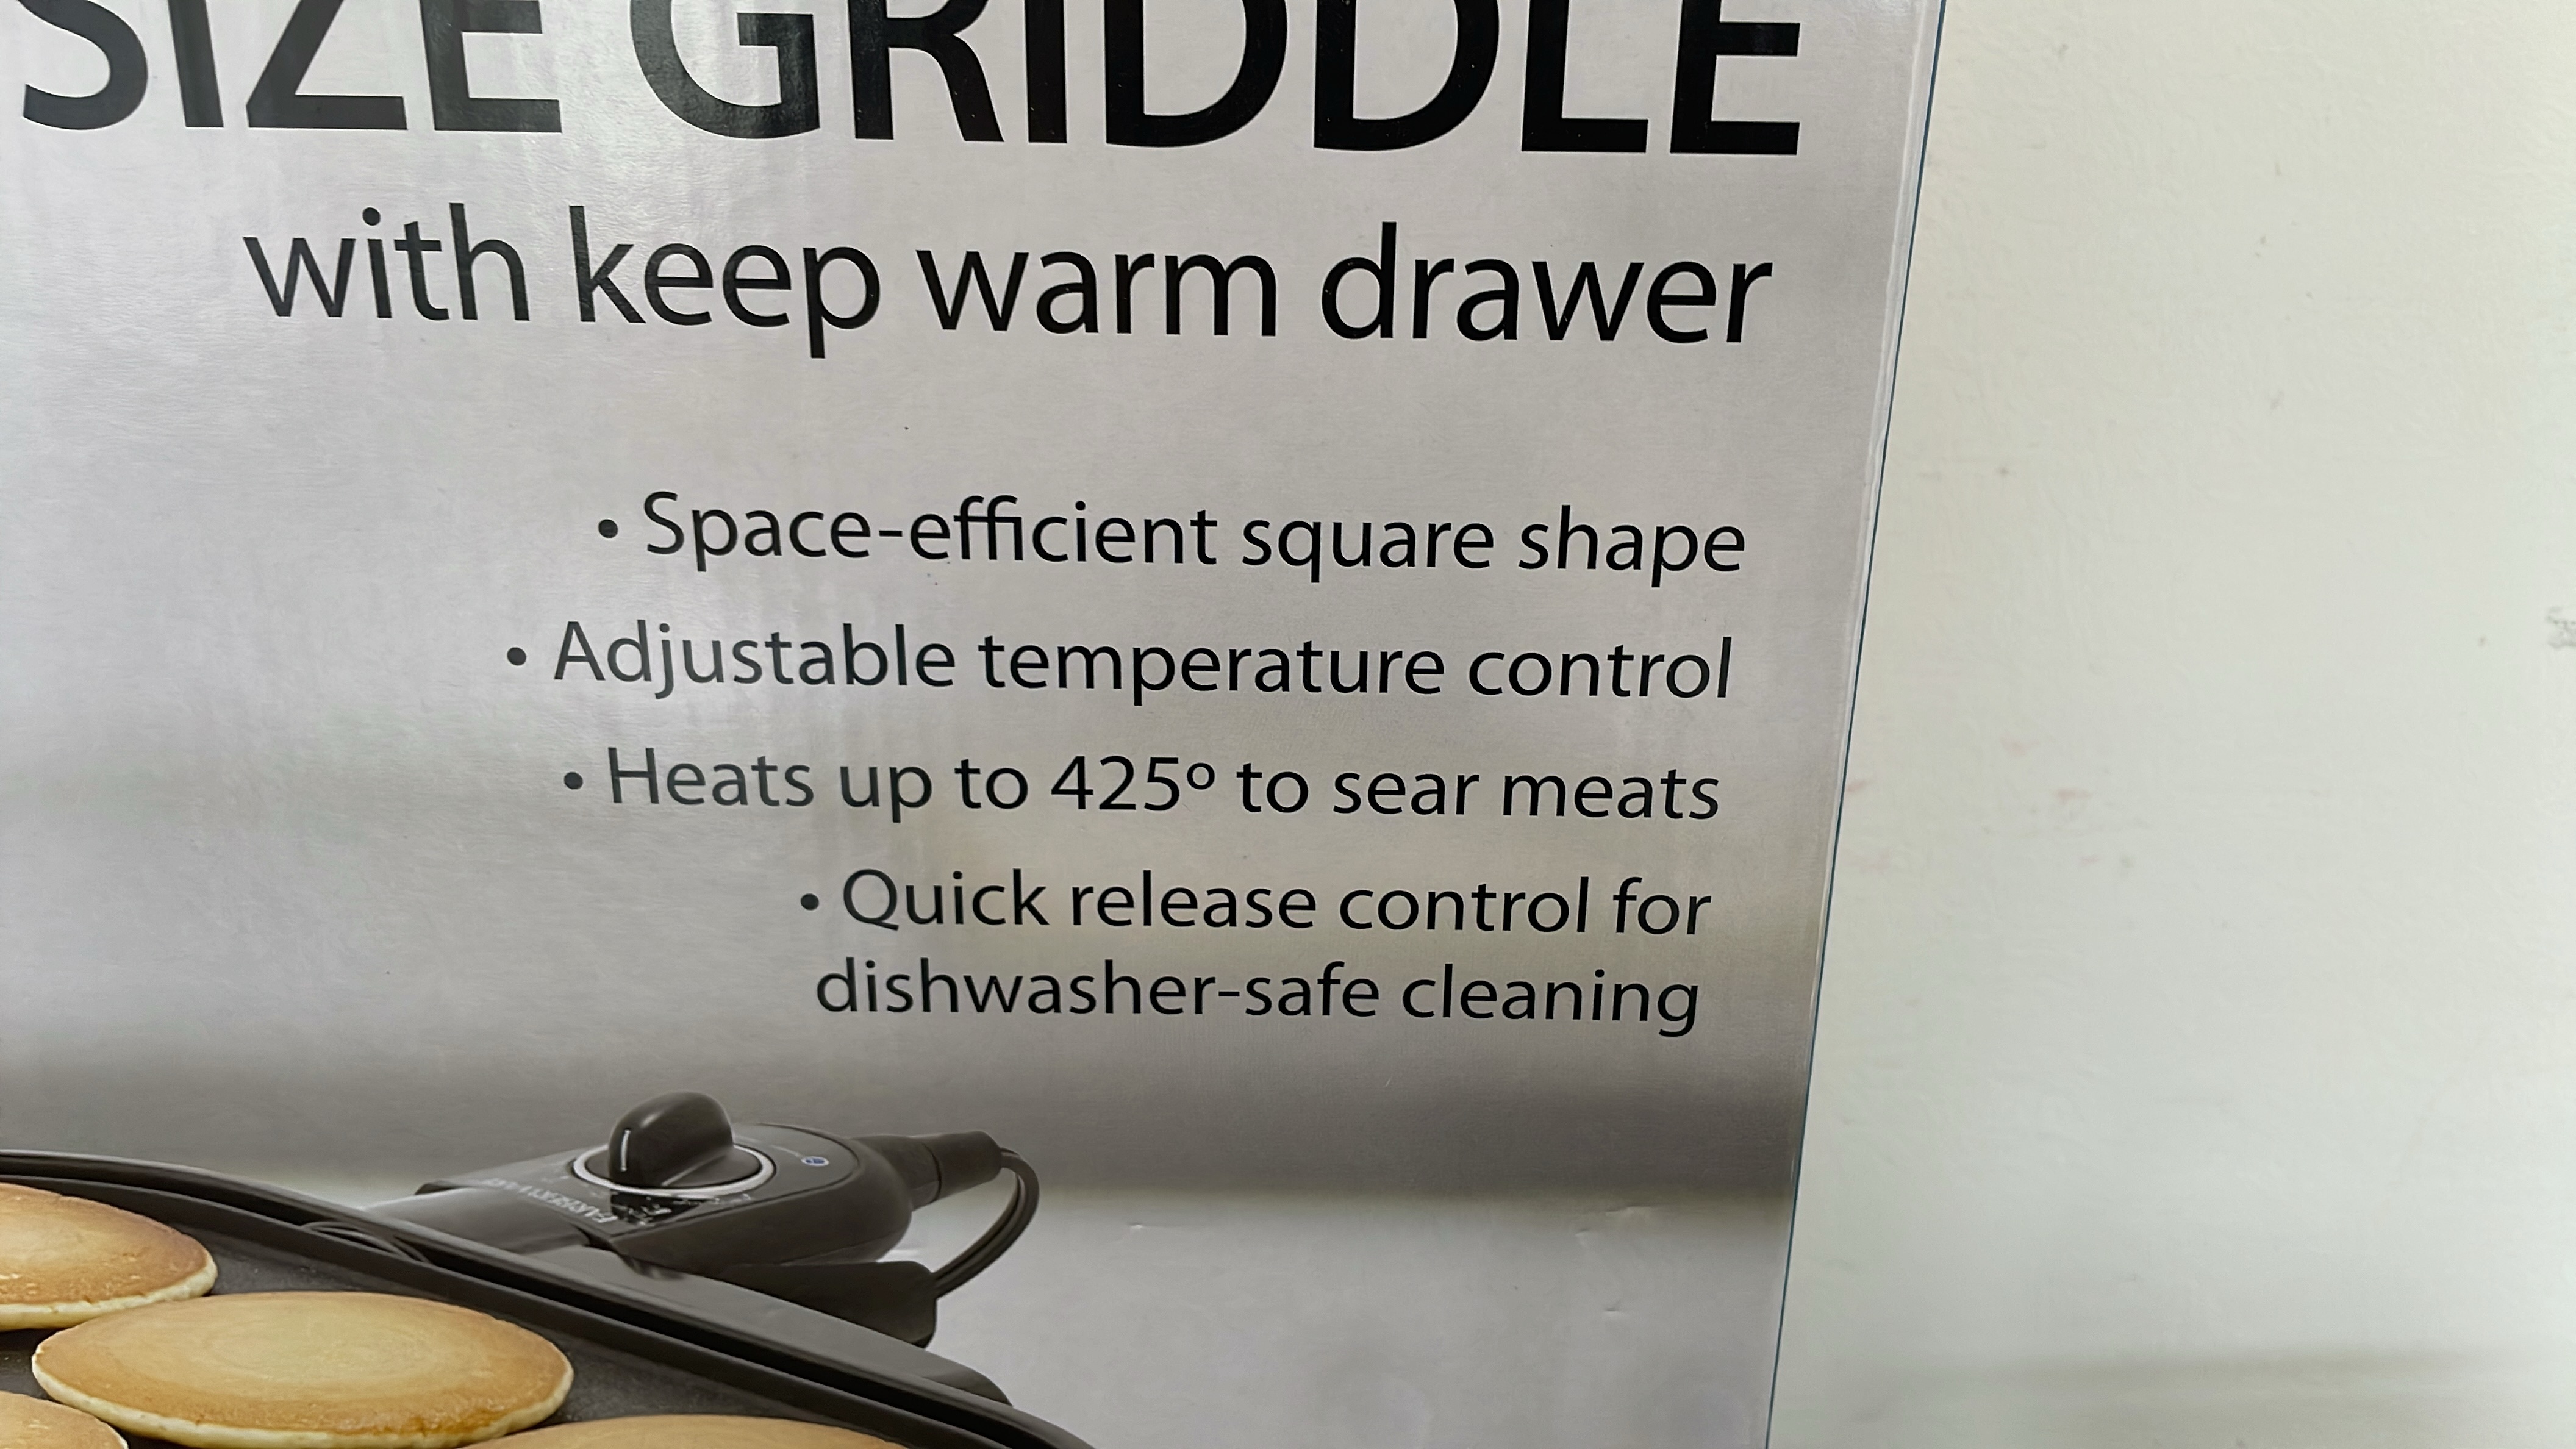 SIZE GRIDDLE
with keep warm drawer
• Space-efficient square shape
• Adjustable temperature control
• Heats up to 425º to sear meats
• Quick release control for
dishwasher-safe cleaning